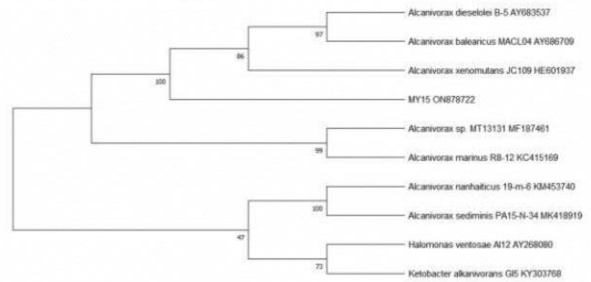 Alcanivorax dieselolei B-5 AY683537
97
Alcanivorax balearicus MACL04 AY686709
86
Alcanivorax xenomutans JC109 HE601937
100
MY15 ON878722
Alcanivorax sp. MT13131 MF187461
99
Alcanivorax marinus R8-12 KC415169
Alcanivorax nanhaiticus 19-m-6 KM453740
100
Alcanivorax sediminis PA15-N-34 MK418919
47
Halomonas ventosae Al12 AY268080
73
Ketobacter alkanivorans GI5 KY303768